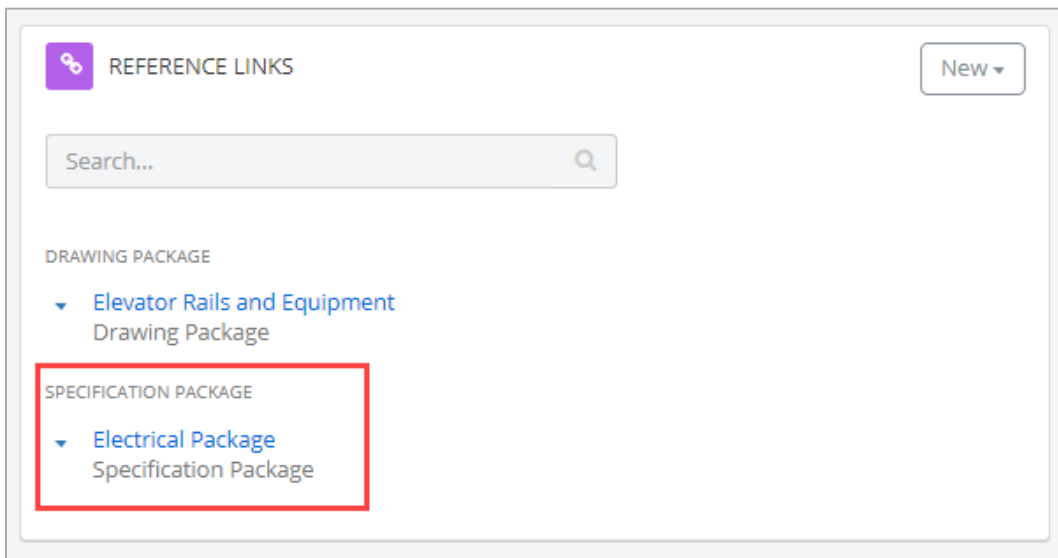 REFERENCE LINKS
New
Search...
DRAWING PACKAGE
Elevator Rails and Equipment
Drawing Package
SPECIFICATION PACKAGE
Electrical Package
Specification Package